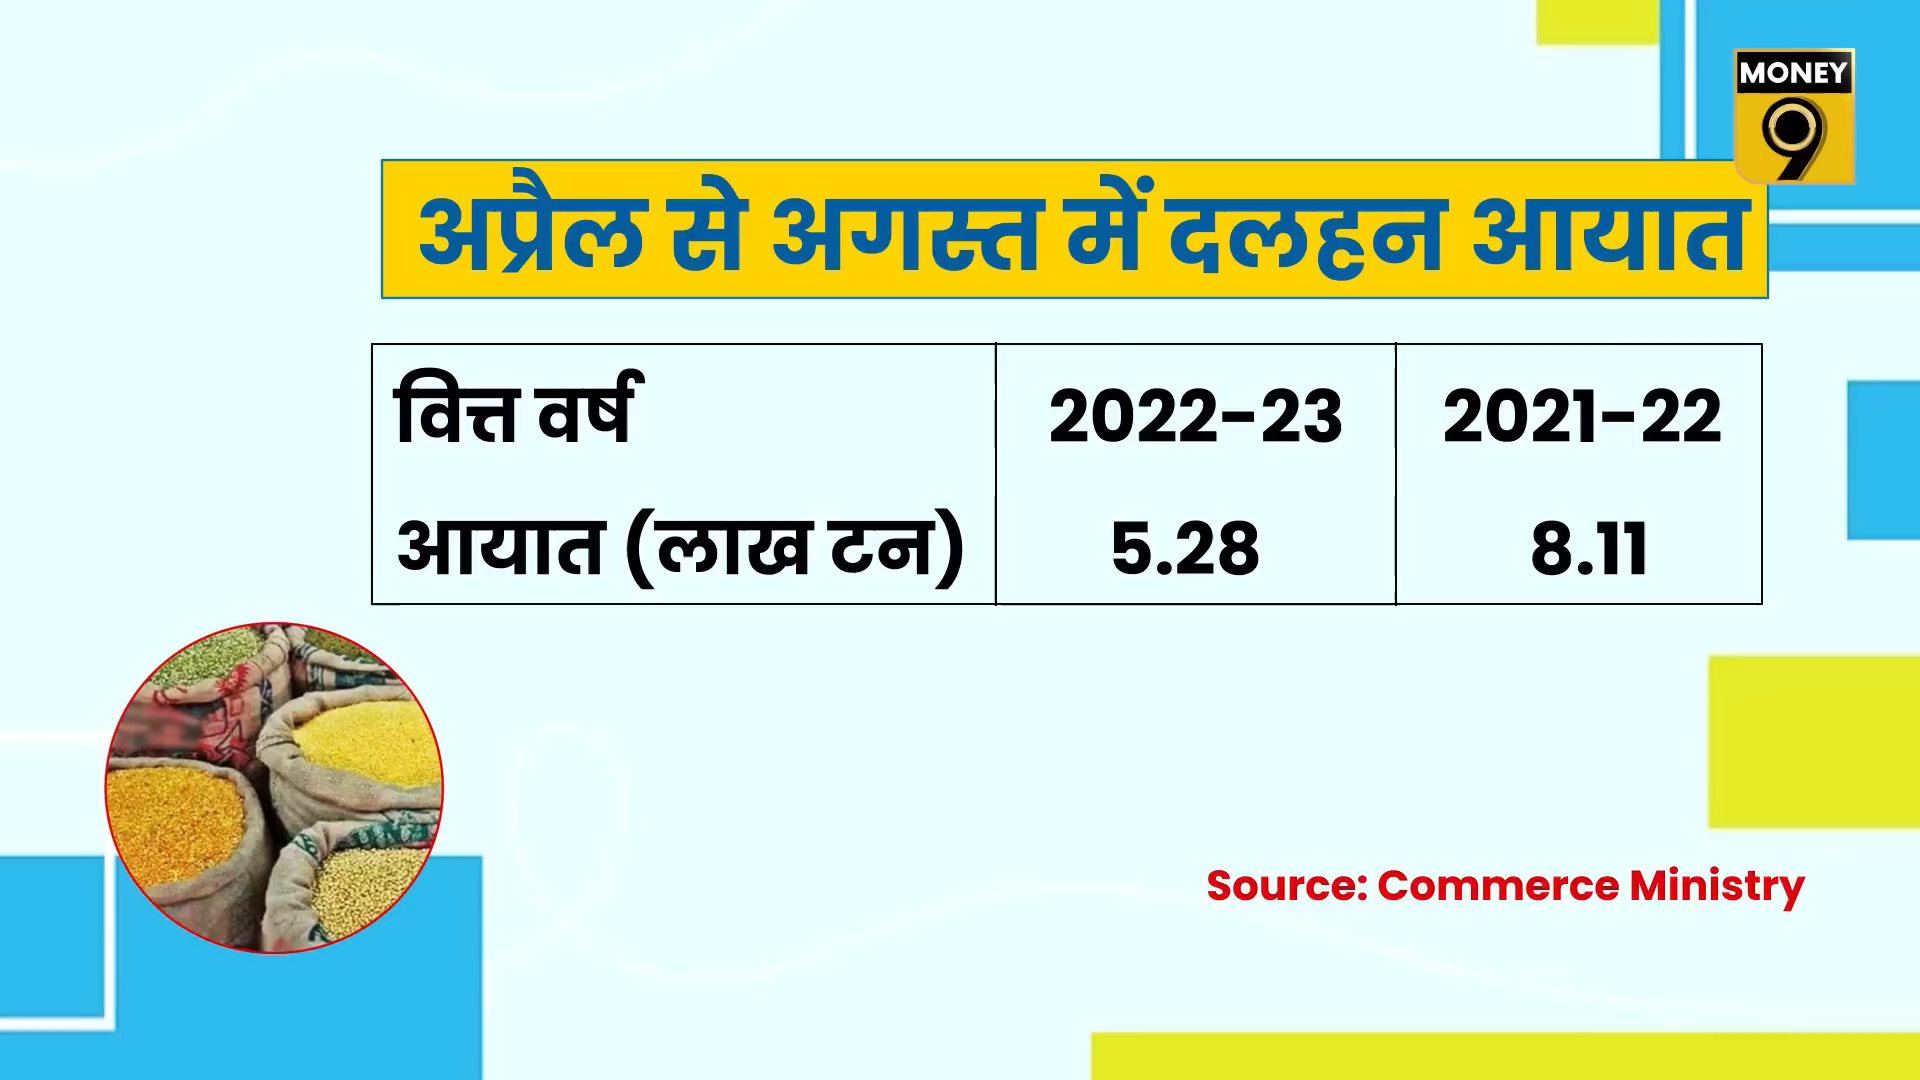 MONEY
9
अप्रैल से अगस्त में दलहन आयात
वित्त वर्ष 2022-23 2021-22
आयात (लाख टन) 5.28 8.11
Source: Commerce Ministry